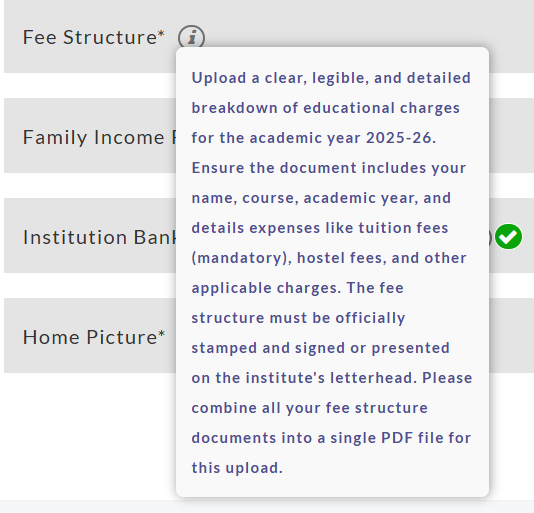 Fee Structure* i
Upload a clear, legible, and detailed
breakdown of educational charges
for the academic year 2025-26.
Ensure the document includes your
name, course, academic year, and
details expenses like tuition fees
(mandatory), hostel fees, and other
applicable charges. The fee
structure must be officially
stamped and signed or presented
on the institute's letterhead. Please
combine all your fee structure
documents into a single PDF file for
this upload.
Family Income
Institution Bank
Home Picture*